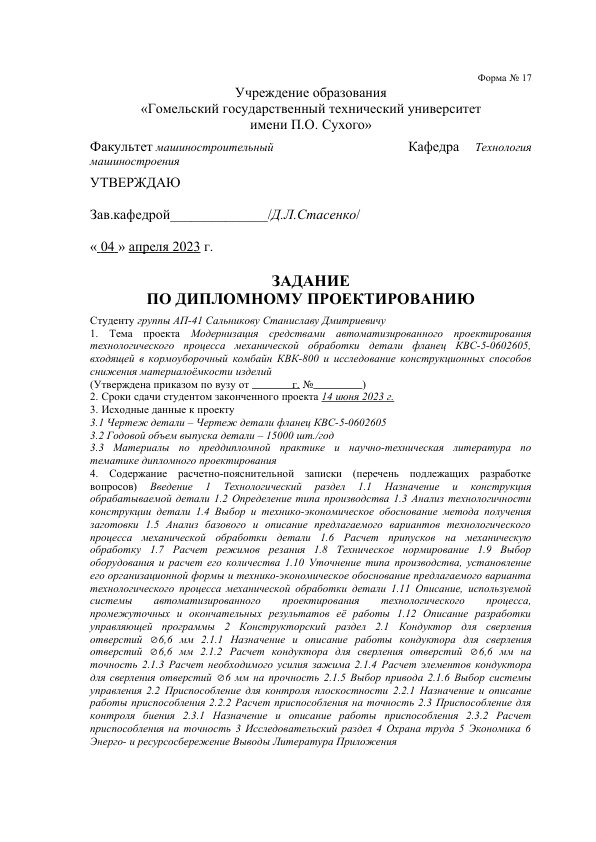 Форма № 17
Учреждение образования
«Гомельский государственный технический университет
имени П.О. Сухого»
Факультет машиностроительный Кафедра Технология
машиностроения
УТВЕРЖДАЮ
Зав.кафедрой______________/Д.Л.Стасенко/
« 04 » апреля 2023 г.
ЗАДАНИЕ
ПО ДИПЛОМНОМУ ПРОЕКТИРОВАНИЮ
Студенту группы АП-41 Сальникову Станиславу Дмитриевичу
1. Тема проекта Модернизация средствами автоматизированного проектирования
технологического процесса механической обработки детали фланец КВС-5-0602605,
входящей в кормоуборочный комбайн КВК-800 и исследование конструкционных способов
снижения материалоёмкости изделий
(Утверждена приказом по вузу от ________г. №_________)
2. Сроки сдачи студентом законченного проекта 14 июня 2023 г.
3. Исходные данные к проекту
3.1 Чертеж детали – Чертеж детали фланец КВС-5-0602605
3.2 Годовой объем выпуска детали – 15000 шт./год
3.3 Материалы по преддипломной практике и научно-техническая литература по
тематике дипломного проектирования
4. Содержание расчетно-пояснительной записки (перечень подлежащих разработке
вопросов) Введение 1 Технологический раздел 1.1 Назначение и конструкция
обрабатываемой детали 1.2 Определение типа производства 1.3 Анализ технологичности
конструкции детали 1.4 Выбор и технико-экономическое обоснование метода получения
заготовки 1.5 Анализ базового и описание предлагаемого вариантов технологического
процесса механической обработки детали 1.6 Расчет припусков на механическую
обработку 1.7 Расчет режимов резания 1.8 Техническое нормирование 1.9 Выбор
оборудования и расчет его количества 1.10 Уточнение типа производства, установление
его организационной формы и технико-экономическое обоснование предлагаемого варианта
технологического процесса механической обработки детали 1.11 Описание, используемой
системы автоматизированного проектирования технологического процесса,
промежуточных и окончательных результатов её работы 1.12 Описание разработки
управляющей программы 2 Конструкторский раздел 2.1 Кондуктор для сверления
отверстий ∅6,6 мм 2.1.1 Назначение и описание работы кондуктора для сверления
отверстий ∅6,6 мм 2.1.2 Расчет кондуктора для сверления отверстий ∅6,6 мм на
точность 2.1.3 Расчет необходимого усилия зажима 2.1.4 Расчет элементов кондуктора
для сверления отверстий ∅6 мм на прочность 2.1.5 Выбор привода 2.1.6 Выбор системы
управления 2.2 Приспособление для контроля плоскостности 2.2.1 Назначение и описание
работы приспособления 2.2.2 Расчет приспособления на точность 2.3 Приспособление для
контроля биения 2.3.1 Назначение и описание работы приспособления 2.3.2 Расчет
приспособления на точность 3 Исследовательский раздел 4 Охрана труда 5 Экономика 6
Энерго- и ресурсосбережение Выводы Литература Приложения